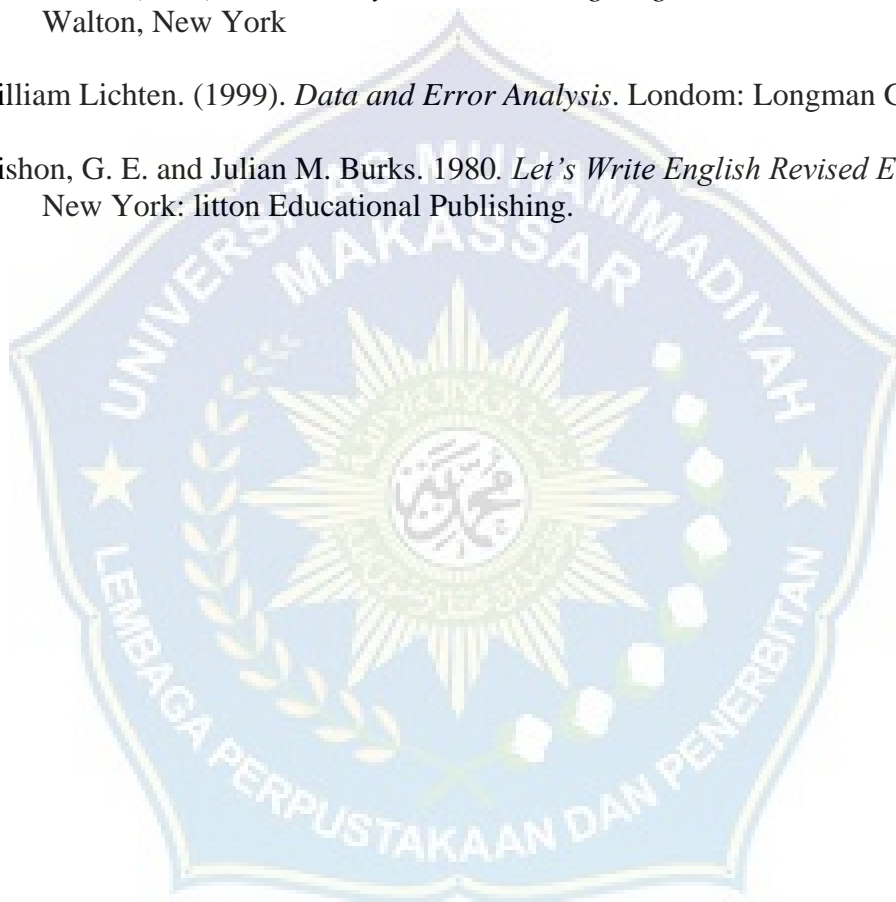 Walton, New York
illiam Lichten. (1999). Data and Error Analysis. Londom: Longman
ishon, G. E. and Julian M. Burks. 1980. Let's Write English Revised
New York: litton Educational Publishing.
UNIVERSITAS MUHAMMADIYAH
MAKASSAR
LEMBAGA PERPUSTAKAAN DAN PENERBITAN